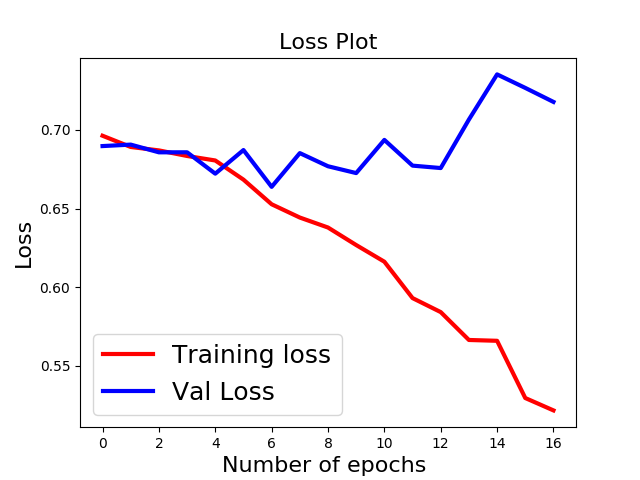 Loss Plot
Loss
0.70
0.65
0.60
0.55
Training loss
Val Loss
0 2 4 6 8 10 12 14 16
Number of epochs